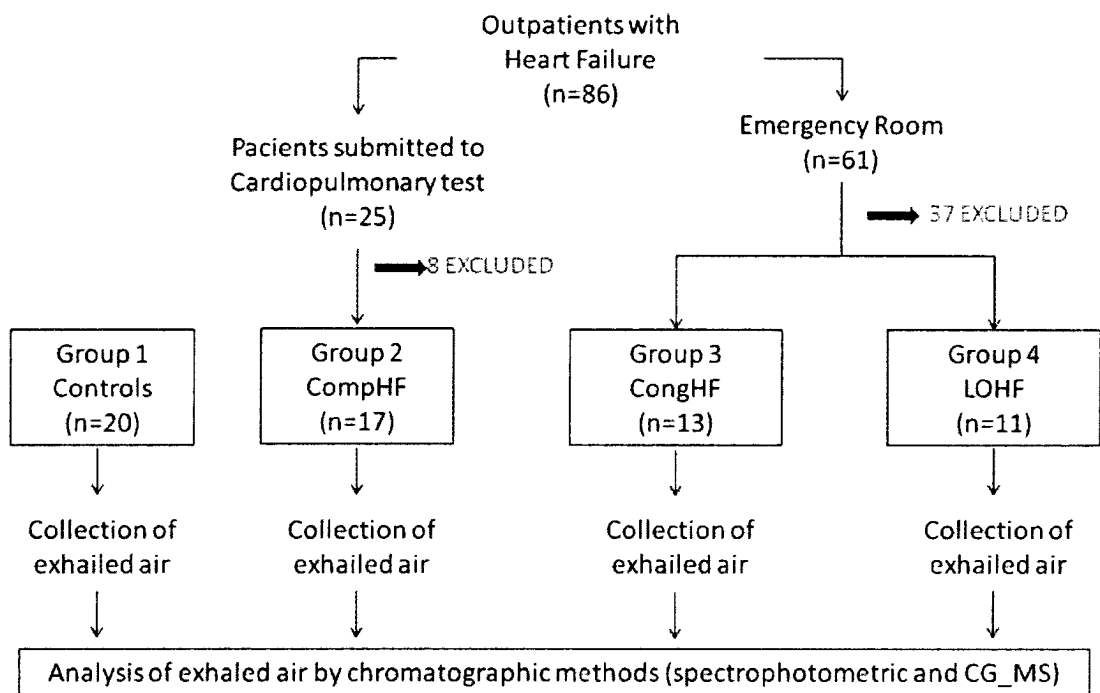 Outpatients with
Heart Failure
(n=86)
Emergency Room
(n=61)
Pacients submitted to
Cardiopulmonary test
(n=25)
37 EXCLUDED
8 EXCLUDED
Group 1
Controls
(n=20)
Group 2
CompHF
(n=17)
Group 3
CongHF
(n=13)
Group 4
LOHF
(n=11)
Collection of
exhailed air
Collection of
exhailed air
Collection of
exhailed air
Collection of
exhailed air
Analysis of exhaled air by chromatographic methods (spectrophotometric and CG_MS)